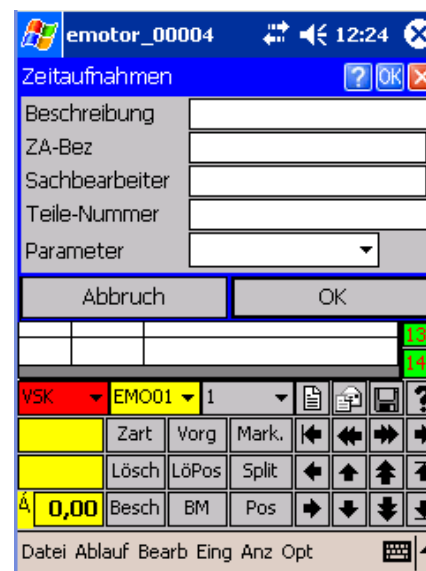 emotor_00004 12:24
Zeitaufnahmen ? OK
Beschreibung
ZA-Bez
Sachbearbeiter
Teile-Nummer
Parameter
Abbruch OK
13
14
VSK EMO01 1 ?
Zart Vorg Mark.
Lösch LöPos Split
0,00 Besch BM Pos
Datei Ablauf Bearb Eing Anz Opt